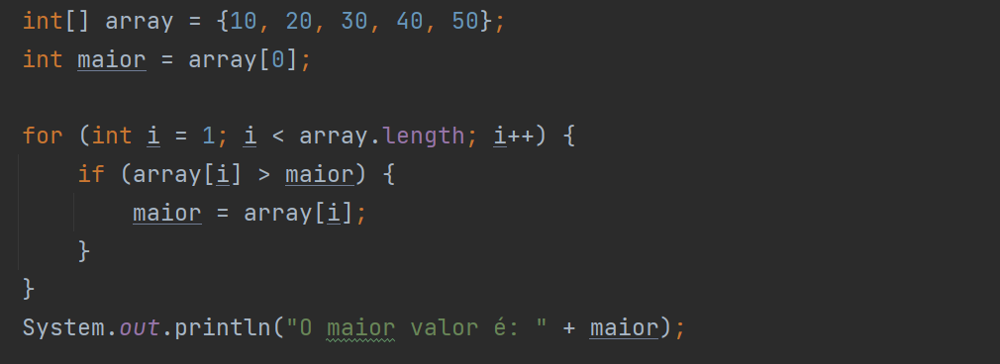 int[] array = {10, 20, 30, 40, 50};
int maior = array[0];
for (int i = 1; i < array.length; i++) {
if (array[i] > maior) {
maior = array[i];
}
}
System.out.println("O maior valor é: " + maior);